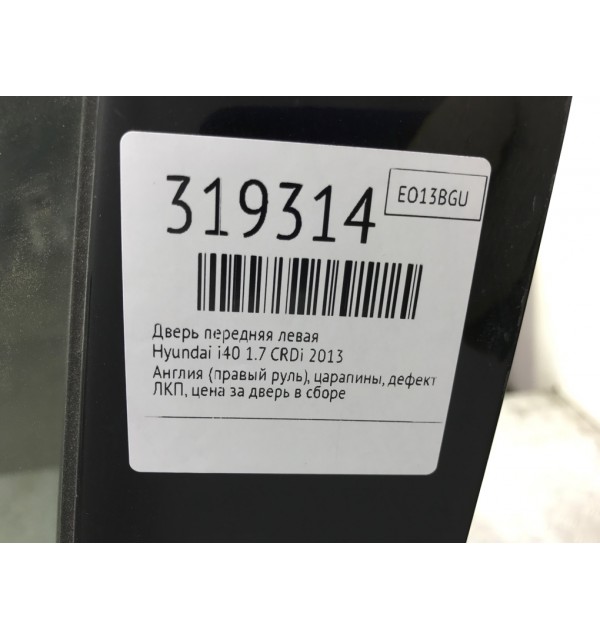 319314
EO13BGU
Дверь передняя левая
Hyundai i40 1.7 CRDi 2013
Англия (правый руль), царапины, дефект
ЛКП, цена за дверь в сборе